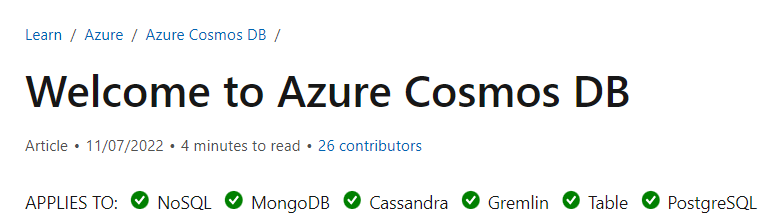 Learn / Azure / Azure Cosmos DB /
Welcome to Azure Cosmos DB
Article • 11/07/2022 • 4 minutes to read • 26 contributors
APPLIES TO: NoSQL MongoDB Cassandra Gremlin Table PostgreSQL